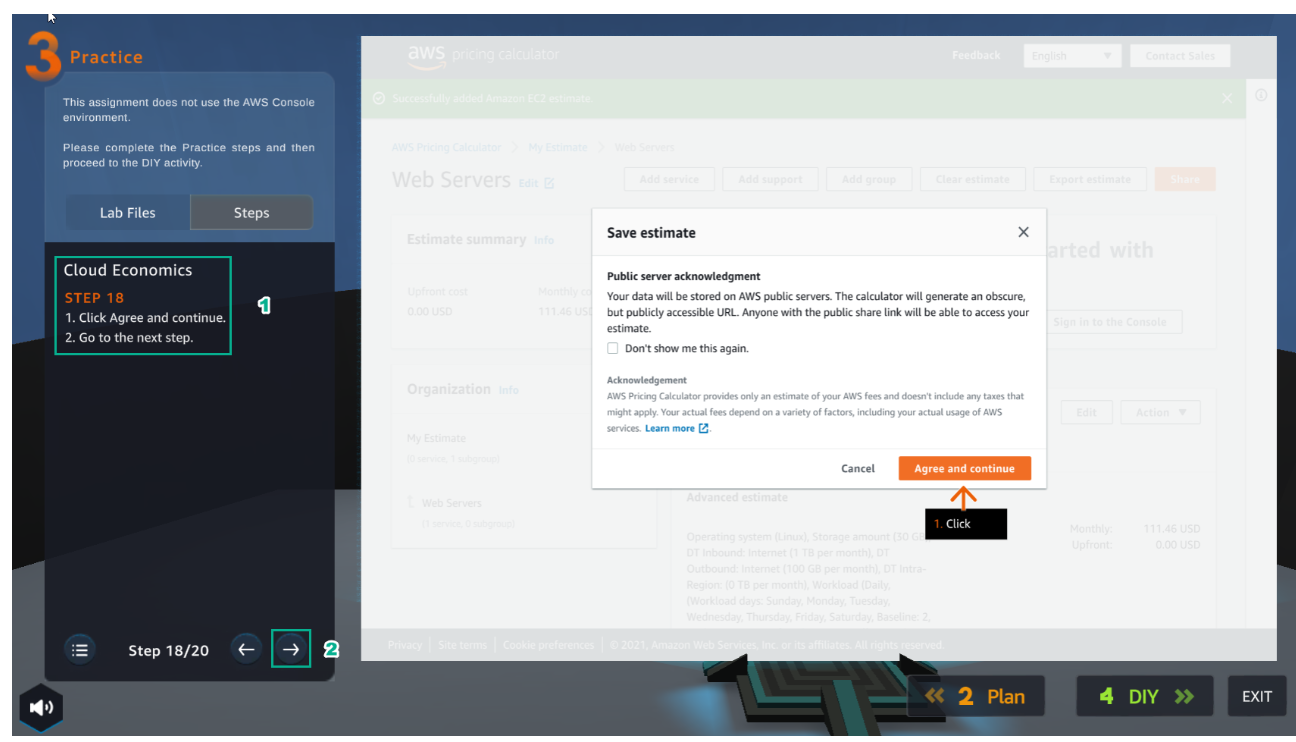 3 Practice
This assignment does not use the AWS Console
environment.
Please complete the Practice steps and then
proceed to the DIY activity.
Lab Files Steps
Cloud Economics
STEP 18
1. Click Agree and continue.
2. Go to the next step.
1
Step 18/20
2
aws pricing calculator
Feedback English Contact Sales
Successfully added Amazon EC2 estimate.
AWS Pricing Calculator > My Estimate > Web Servers
Web Servers Edit
Add service Add support Add group Clear estimate Export estimate Share
Estimate summary Info
Upfront cost Monthly co
0.00 USD 111.46 US
arted with
Sign in to the Console
Save estimate
Public server acknowledgment
Your data will be stored on AWS public servers. The calculator will generate an obscure,
but publicly accessible URL. Anyone with the public share link will be able to access your
estimate.
Don't show me this again.
Acknowledgement
AWS Pricing Calculator provides only an estimate of your AWS fees and doesn't include any taxes that
might apply. Your actual fees depend on a variety of factors, including your actual usage of AWS
services. Learn more.
Cancel Agree and continue
1. Click
Organization Info
My Estimate
(0 service, 1 subgroup)
Web Servers
(1 service, 0 subgroup)
Edit Action
Advanced estimate
Operating system (Linux), Storage amount (30 G
DT Inbound: Internet (1 TB per month), DT
Outbound: Internet (100 GB per month), DT Intra-
Region: (0 TB per month), Workload (Daily,
(Workload days: Sunday, Monday, Tuesday,
Wednesday, Thursday, Friday, Saturday, Baseline: 2,
Monthly: 111.46 USD
Upfront: 0.00 USD
Privacy | Site terms | Cookie preferences | © 2021, Amazon Web Services, Inc. or its affiliates. All rights reserved.
2 Plan
4 DIY
EXIT